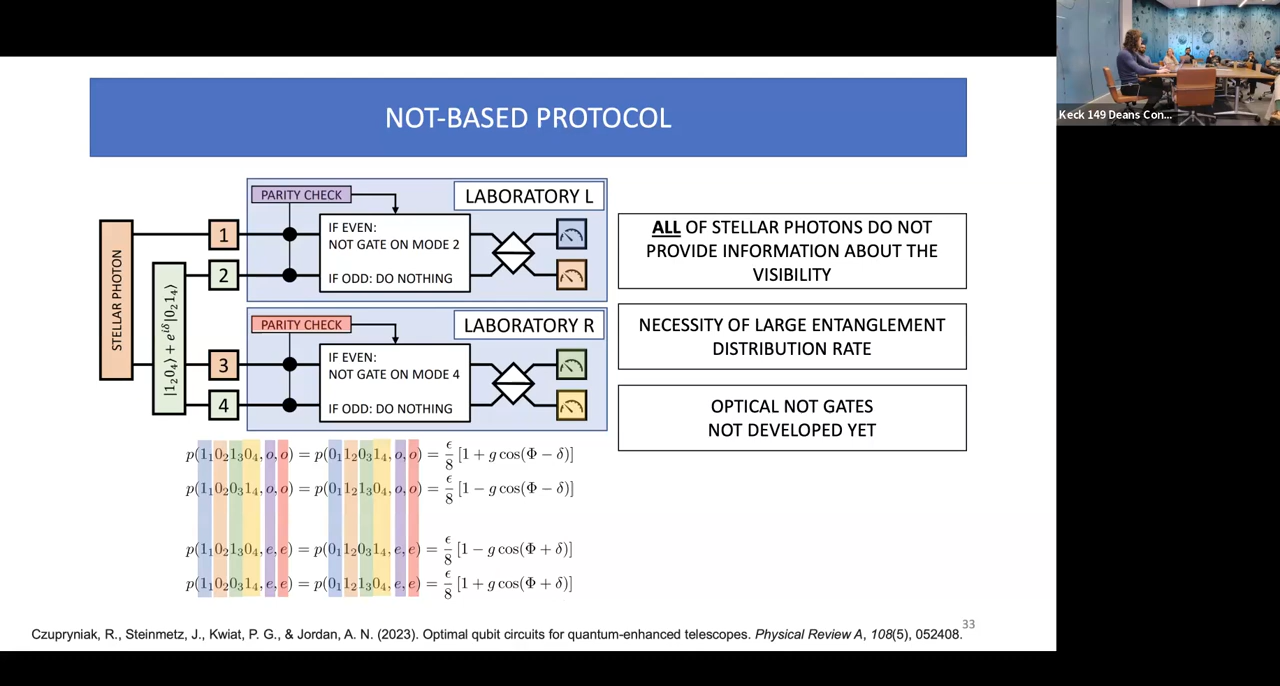 NOT-BASED PROTOCOL
PARITY CHECK
LABORATORY L
STELLAR PHOTON
|1₂0₄⟩ + e^{iδ}|0₂1₄⟩
1
2
IF EVEN:
NOT GATE ON MODE 2
IF ODD: DO NOTHING
PARITY CHECK
LABORATORY R
3
4
IF EVEN:
NOT GATE ON MODE 4
IF ODD: DO NOTHING
ALL OF STELLAR PHOTONS DO NOT
PROVIDE INFORMATION ABOUT THE
VISIBILITY
NECESSITY OF LARGE ENTANGLEMENT
DISTRIBUTION RATE
OPTICAL NOT GATES
NOT DEVELOPED YET
p(1₁0₂1₃0₄, o, o) = p(0₁1₂0₃1₄, o, o) = ϵ/8 [1 + g cos(Φ − δ)]
p(1₁0₂0₃1₄, o, o) = p(0₁1₂1₃0₄, o, o) = ϵ/8 [1 − g cos(Φ − δ)]
p(1₁0₂1₃0₄, e, e) = p(0₁1₂0₃1₄, e, e) = ϵ/8 [1 − g cos(Φ + δ)]
p(1₁0₂0₃1₄, e, e) = p(0₁1₂1₃0₄, e, e) = ϵ/8 [1 + g cos(Φ + δ)]
Czupryniak, R., Steinmetz, J., Kwiat, P. G., & Jordan, A. N. (2023). Optimal qubit circuits for quantum-enhanced telescopes. Physical Review A, 108(5), 052408.
33
Keck 149 Deans Con...